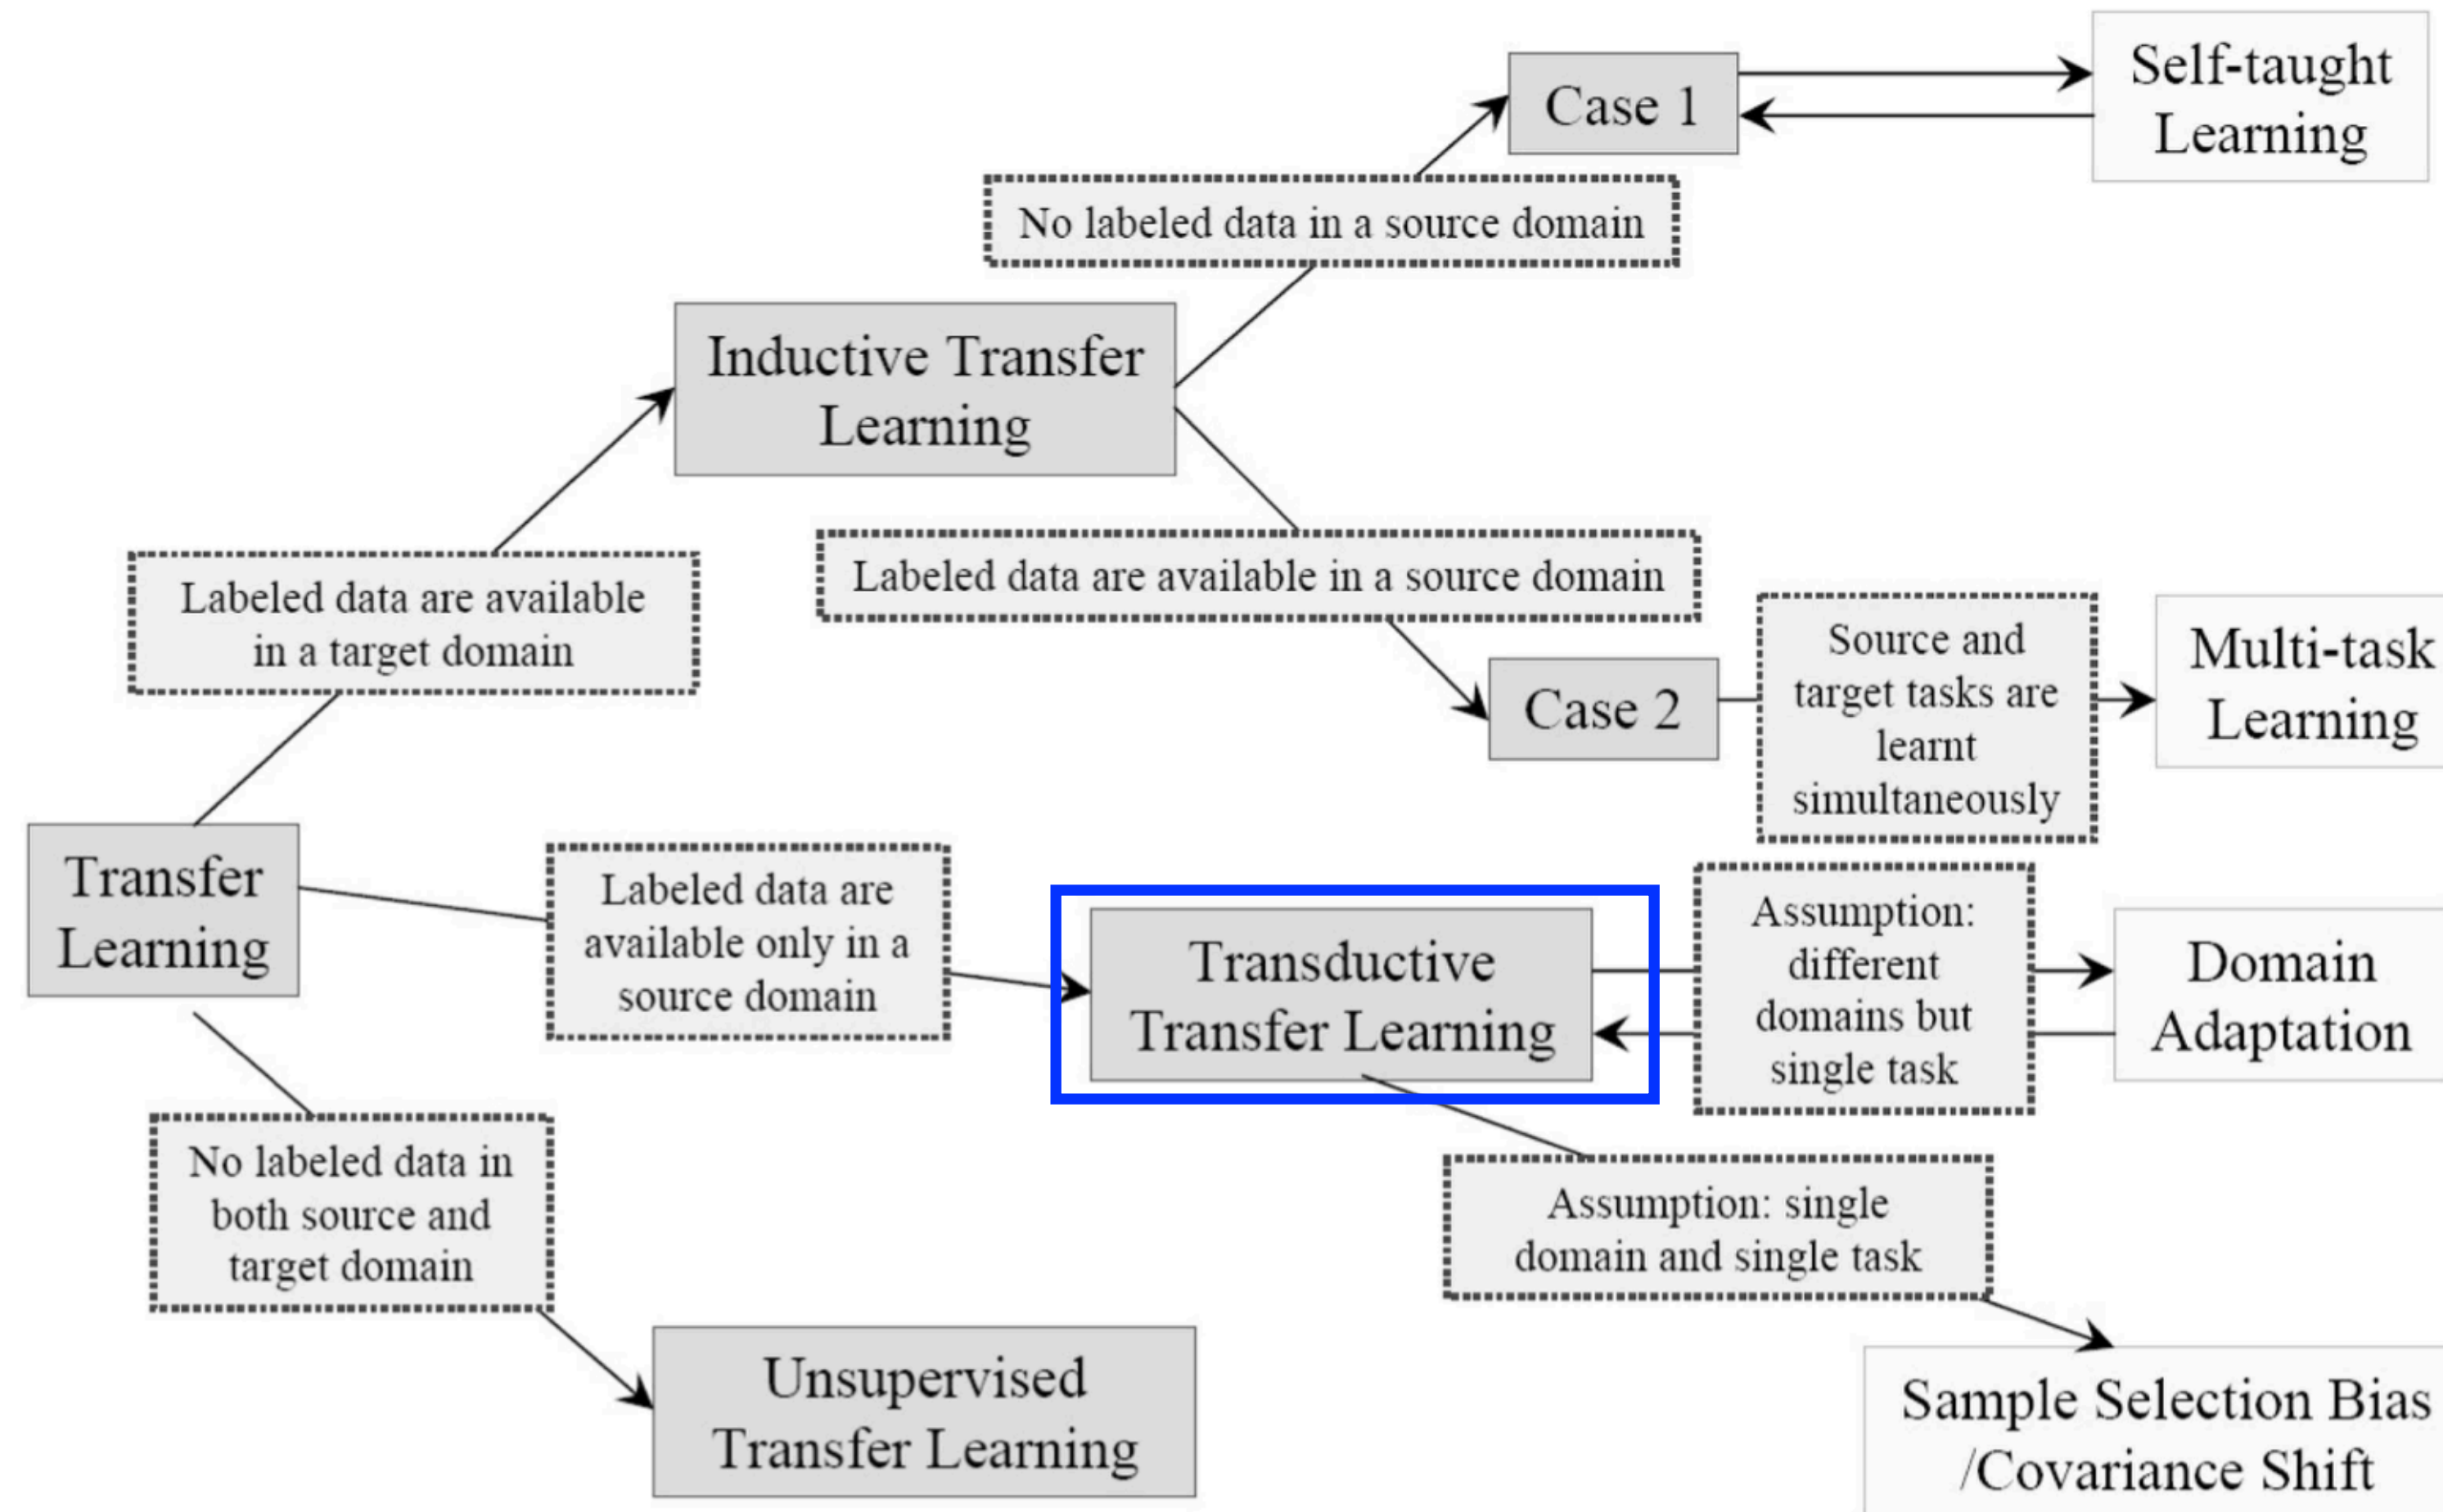 Case 1
Self-taught
Learning
No labeled data in a source domain
Inductive Transfer
Learning
Labeled data are available
in a target domain
Labeled data are available in a source domain
Case 2
Source and
target tasks are
learnt
simultaneously
Multi-task
Learning
Transfer
Learning
Labeled data are
available only in a
source domain
Transductive
Transfer Learning
Assumption:
different
domains but
single task
Domain
Adaptation
No labeled data in
both source and
target domain
Assumption: single
domain and single task
Unsupervised
Transfer Learning
Sample Selection Bias
/Covariance Shift